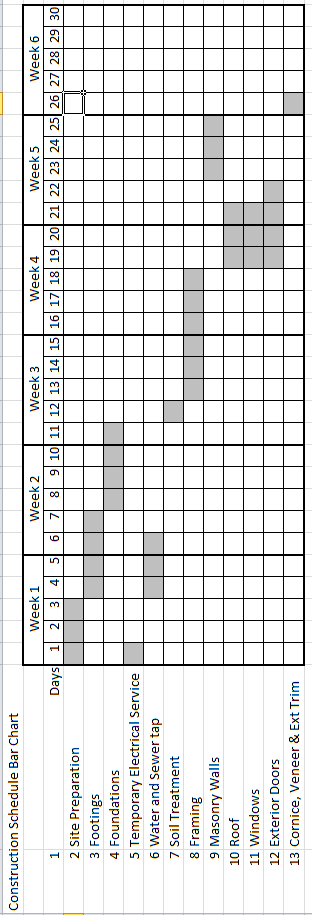 Construction Schedule Bar Chart
Week 1 Week 2 Week 3 Week 4 Week 5 Week 6
1 Days 1 2 3 4 5 6 7 8 9 10 11 12 13 14 15 16 17 18 19 20 21 22 23 24 25 26 27 28 29 30
2 Site Preparation
3 Footings
4 Foundations
5 Temporary Electrical Service
6 Water and Sewer tap
7 Soil Treatment
8 Framing
9 Masonry Walls
10 Roof
11 Windows
12 Exterior Doors
13 Cornice, Veneer & Ext Trim